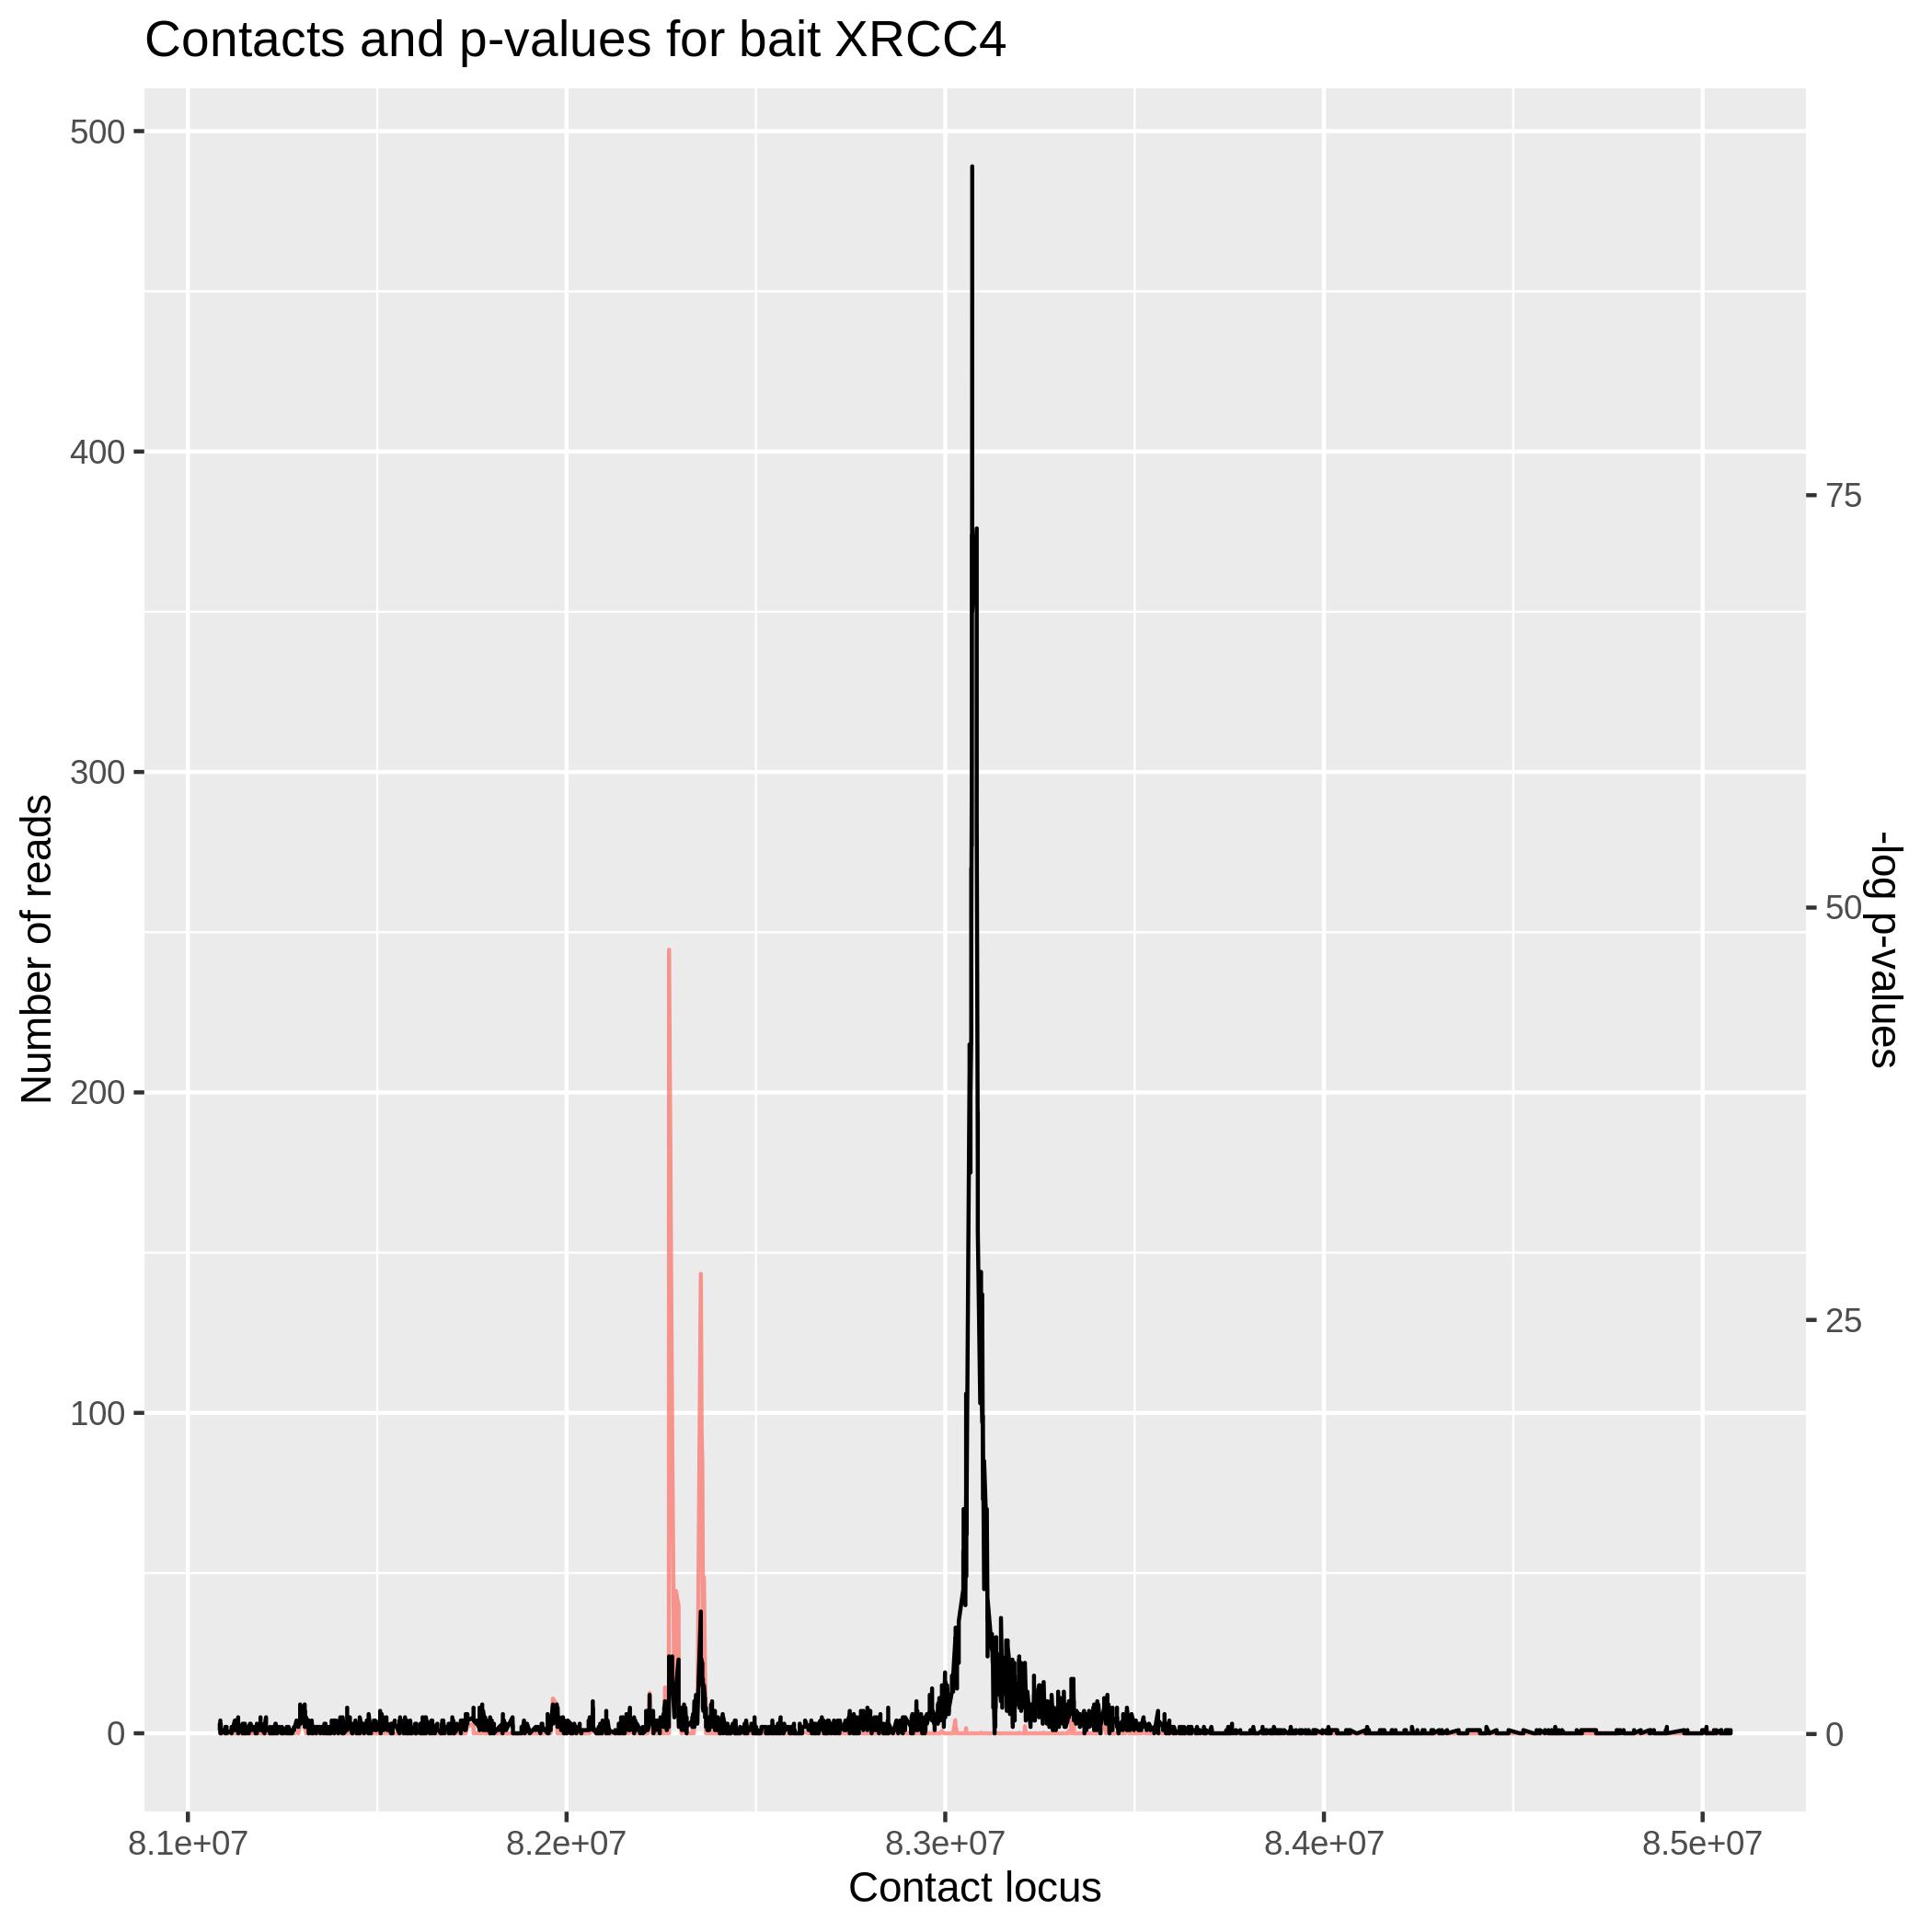 Contacts and p-values for bait XRCC4
Number of reads
500
400
300
200
100
0
75
50
25
0
-log p-values
8.1e+07 8.2e+07 8.3e+07 8.4e+07 8.5e+07
Contact locus